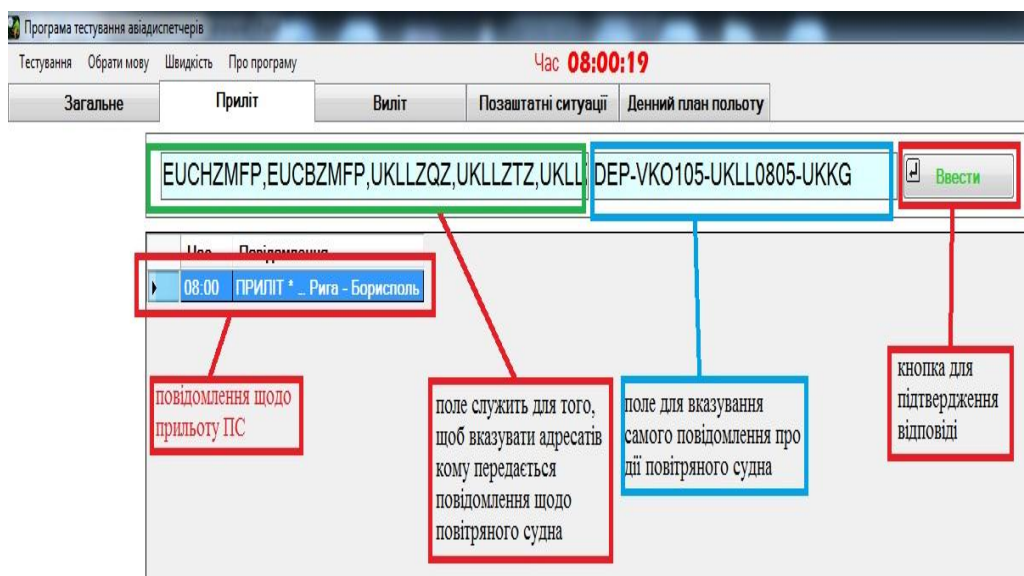 Програма тестування авіадиспетчерів
Тестування Обрати мову Швидкість Про програму
Час 08:00:19
Загальне Приліт Виліт Позаштатні ситуації Денний план польоту
EUCHZMFP,EUCBZMFP,UKLLZQZ,UKLLZTZ,UKLL DEP-VKO105-UKLL0805-UKKG Ввести
Час Повідомлення
08:00 ПРИЛІТ * ... Рига - Борисполь
повідомлення щодо
прильоту ПС
поле служить для того,
щоб вказувати адресатів
кому передається
повідомлення щодо
повітряного судна
поле для вказування
самого повідомлення про
дії повітряного судна
кнопка для
підтвердження
відповіді